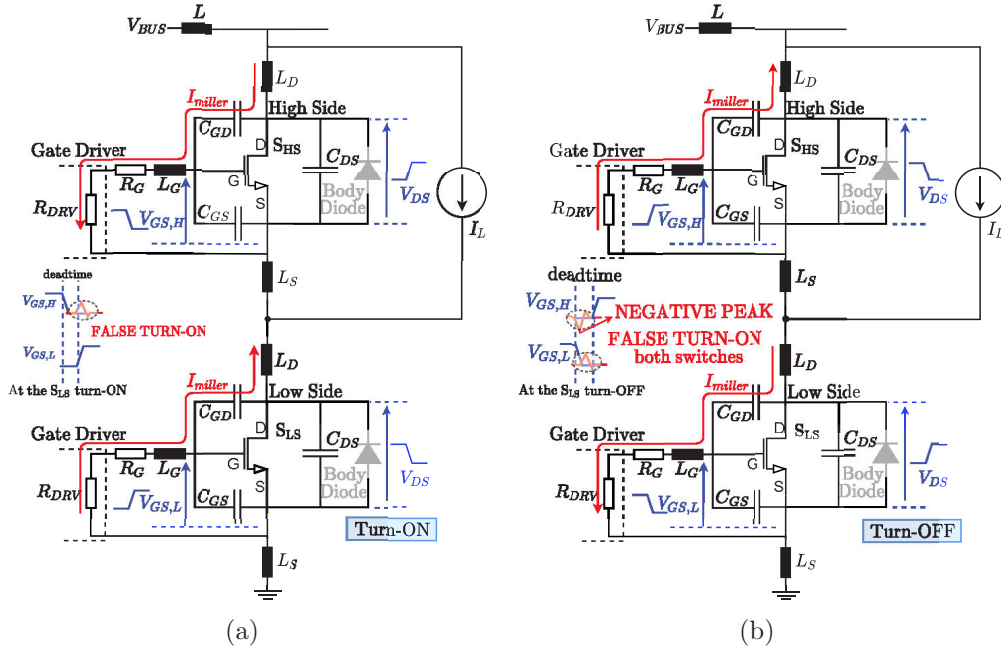 V_BUS
L
L_D
I_miller
High Side
C_GD
D
S_HS
Gate Driver
R_G
L_G
G
C_DS
V_DS
Body
Diode
S
R_DRV
V_GS,H
C_GS
I_L
L_S
deadtime
V_GS,H
FALSE TURN-ON
V_GS,L
At the S_LS turn-ON
L_D
I_miller
Low Side
C_GD
D
S_LS
Gate Driver
R_G
L_G
G
C_DS
V_DS
Body
Diode
S
R_DRV
V_GS,L
C_GS
Turn-ON
L_S
(a)
V_BUS
L
L_D
I_miller
High Side
C_GD
D
S_HS
Gate Driver
R_G
L_G
G
C_DS
V_DS
Body
Diode
S
R_DRV
V_GS,H
C_GS
I_L
L_S
deadtime
V_GS,H
NEGATIVE PEAK
FALSE TURN-ON
both switches
V_GS,L
At the S_LS turn-OFF
L_D
I_miller
Low Side
C_GD
D
S_LS
Gate Driver
R_G
L_G
G
C_DS
V_DS
Body
Diode
S
R_DRV
V_GS,L
C_GS
Turn-OFF
L_S
(b)